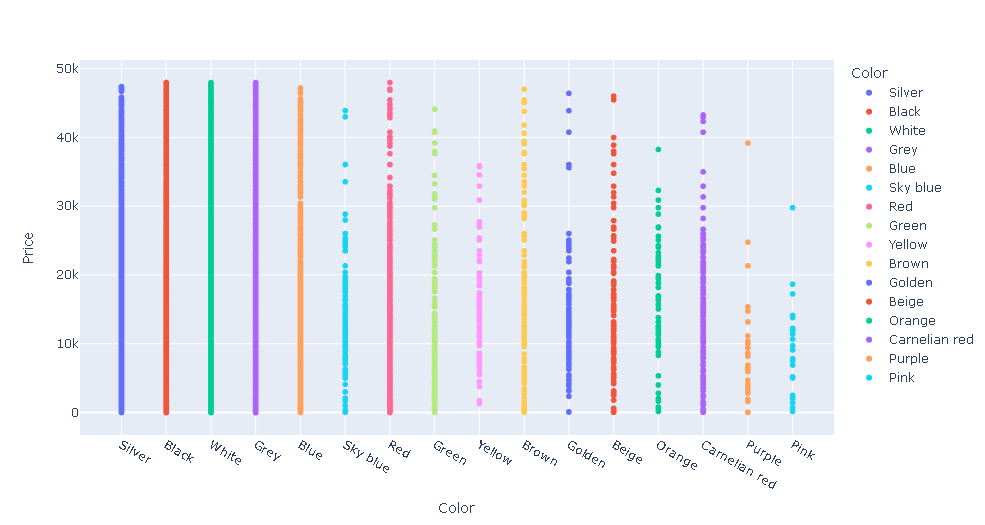 50k
40k
30k
20k
10k
0
Price
Silver
Black
White
Grey
Blue
Sky blue
Red
Green
Yellow
Brown
Golden
Beige
Orange
Carnelian red
Purple
Pink
Color
Color
Silver
Black
White
Grey
Blue
Sky blue
Red
Green
Yellow
Brown
Golden
Beige
Orange
Carnelian red
Purple
Pink